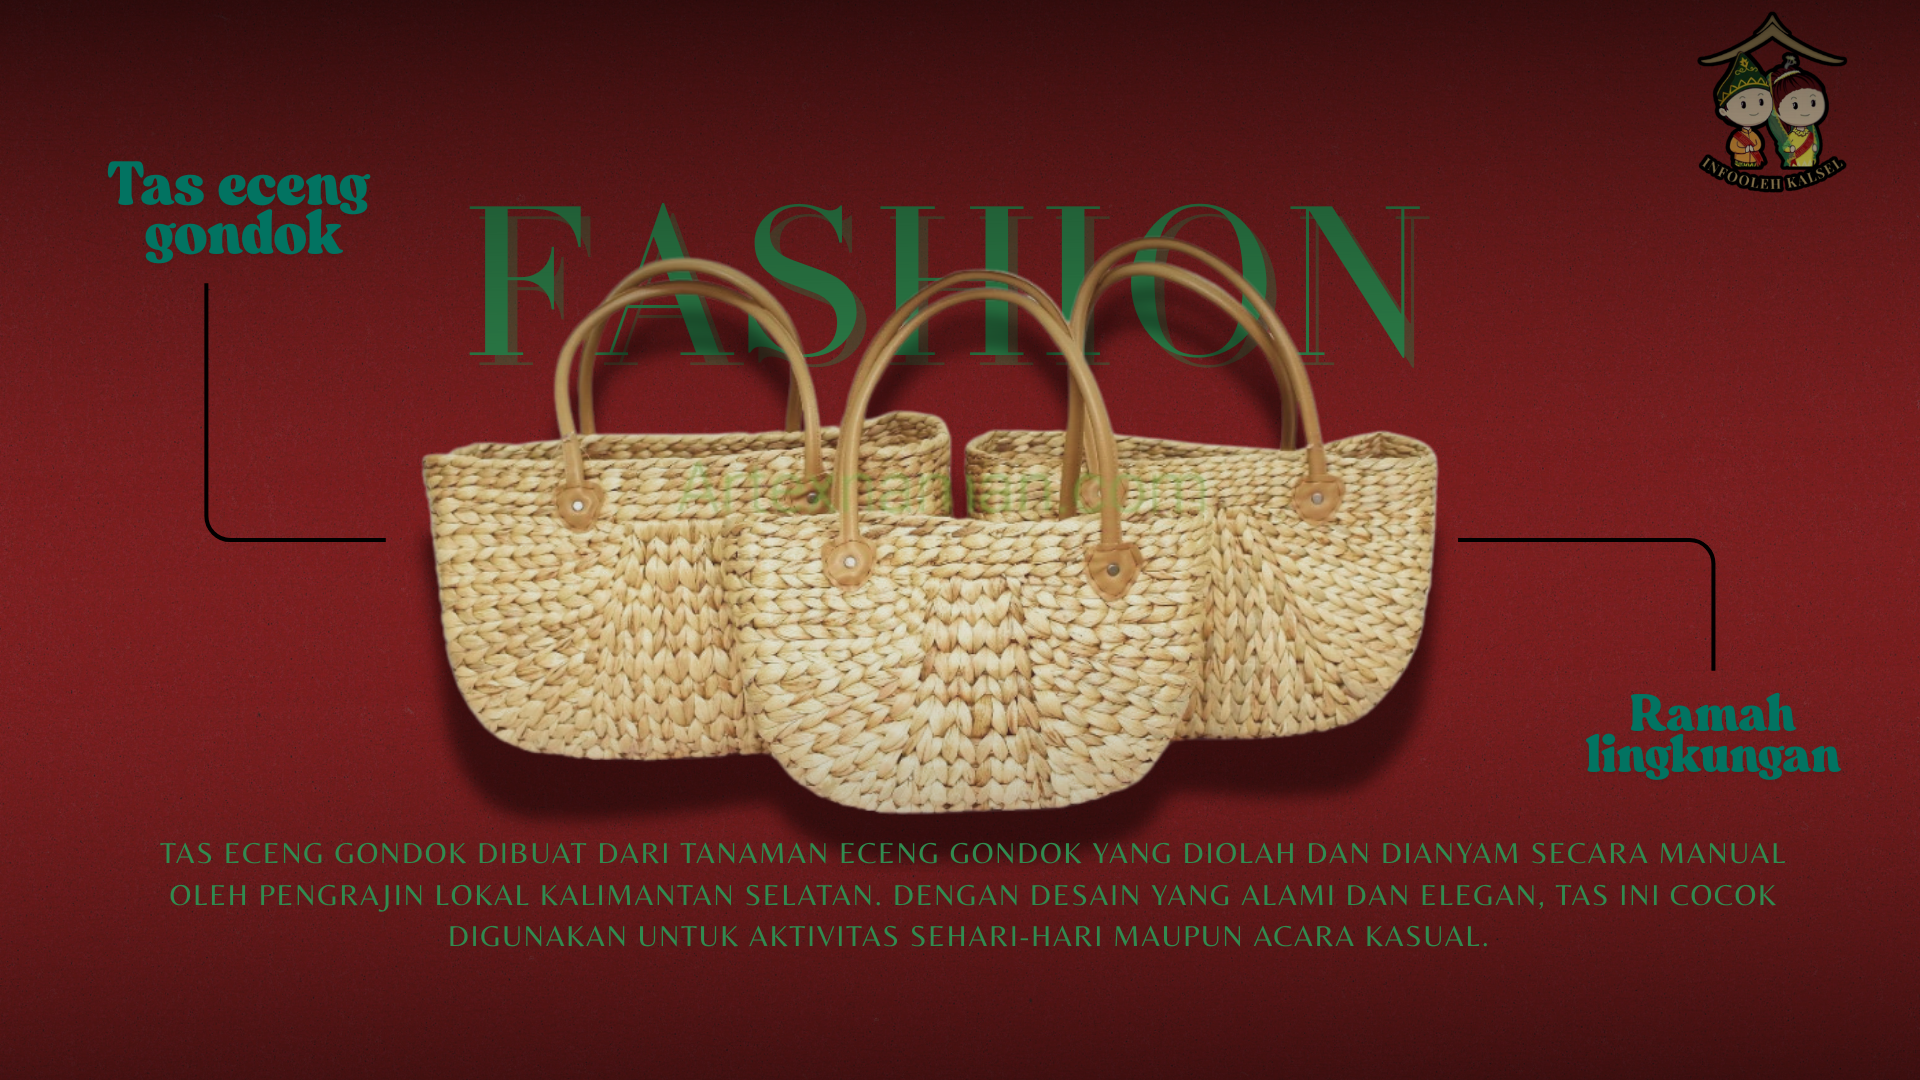 INFOOLEH KALSEL
Tas eceng
gondok
FASHION
Ramah
lingkungan
TAS ECENG GONDOK DIBUAT DARI TANAMAN ECENG GONDOK YANG DIOLAH DAN DIANYAM SECARA MANUAL
OLEH PENGRAJIN LOKAL KALIMANTAN SELATAN. DENGAN DESAIN YANG ALAMI DAN ELEGAN, TAS INI COCOK
DIGUNAKAN UNTUK AKTIVITAS SEHARI-HARI MAUPUN ACARA KASUAL.